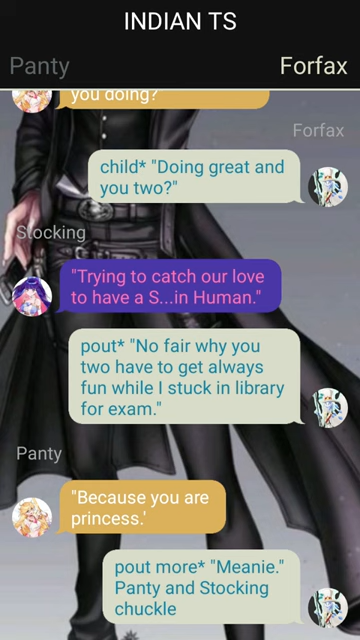 INDIAN TS
Panty
Forfax
you doing?
Forfax
child* "Doing great and
you two?"
Stocking
"Trying to catch our love
to have a S...in Human."
pout* "No fair why you
two have to get always
fun while I stuck in library
for exam."
Panty
"Because you are
princess.'
pout more* "Meanie."
Panty and Stocking
chuckle